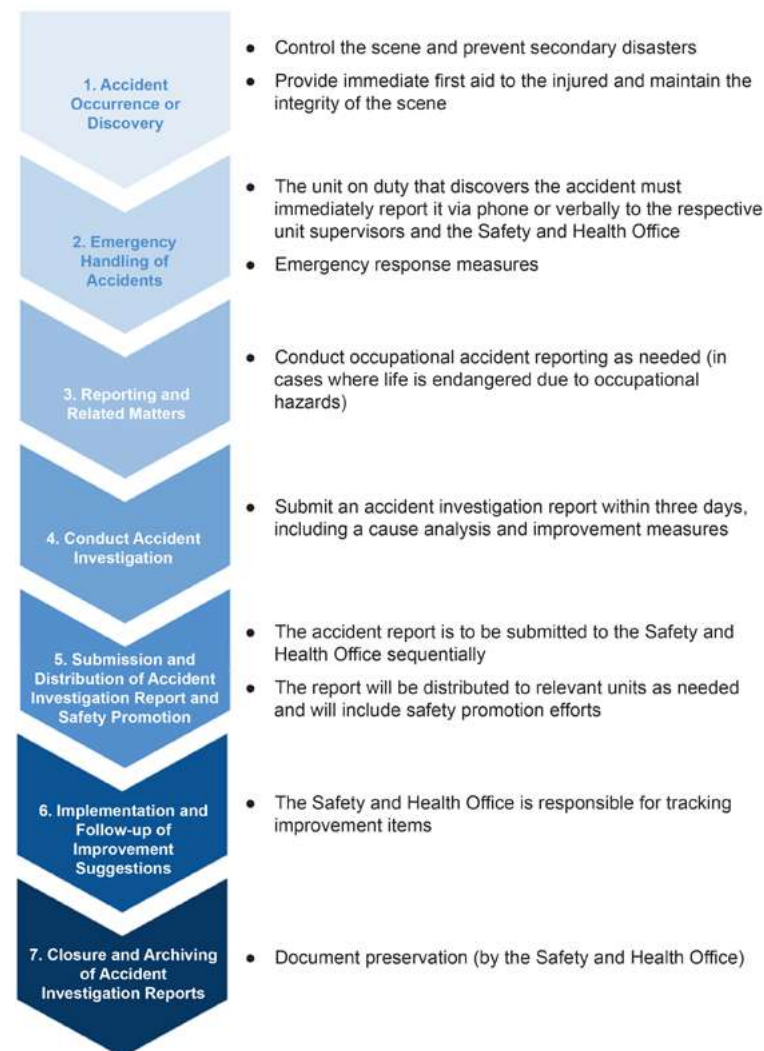 1. Accident
Occurrence or
Discovery
● Control the scene and prevent secondary disasters
● Provide immediate first aid to the injured and maintain the
integrity of the scene
2. Emergency
Handling of
Accidents
● The unit on duty that discovers the accident must
immediately report it via phone or verbally to the respective
unit supervisors and the Safety and Health Office
● Emergency response measures
3. Reporting and
Related Matters
● Conduct occupational accident reporting as needed (in
cases where life is endangered due to occupational
hazards)
4. Conduct Accident
Investigation
● Submit an accident investigation report within three days,
including a cause analysis and improvement measures
5. Submission and
Distribution of Accident
Investigation Report and
Safety Promotion
● The accident report is to be submitted to the Safety and
Health Office sequentially
● The report will be distributed to relevant units as needed
and will include safety promotion efforts
6. Implementation and
Follow-up of
Improvement
Suggestions
● The Safety and Health Office is responsible for tracking
improvement items
7. Closure and Archiving
of Accident
Investigation Reports
● Document preservation (by the Safety and Health Office)